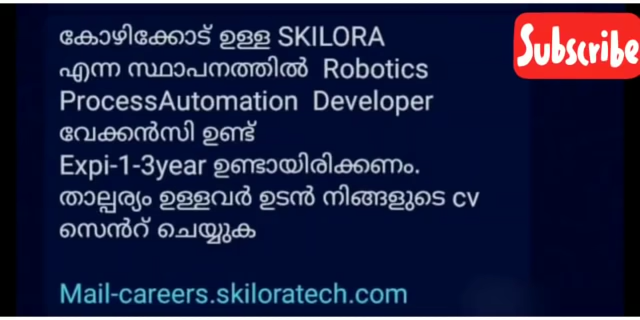 കോഴിക്കോട് ഉള്ള SKILORA
Subscribe
എന്ന സ്ഥാപനത്തിൽ Robotics
ProcessAutomation Developer
വേക്കൻസി ഉണ്ട്
Expi-1-3year ഉണ്ടായിരിക്കണം.
താല്പര്യം ഉള്ളവർ ഉടൻ നിങ്ങളുടെ cv
സെൻറ് ചെയ്യുക
Mail-careers.skiloratech.com